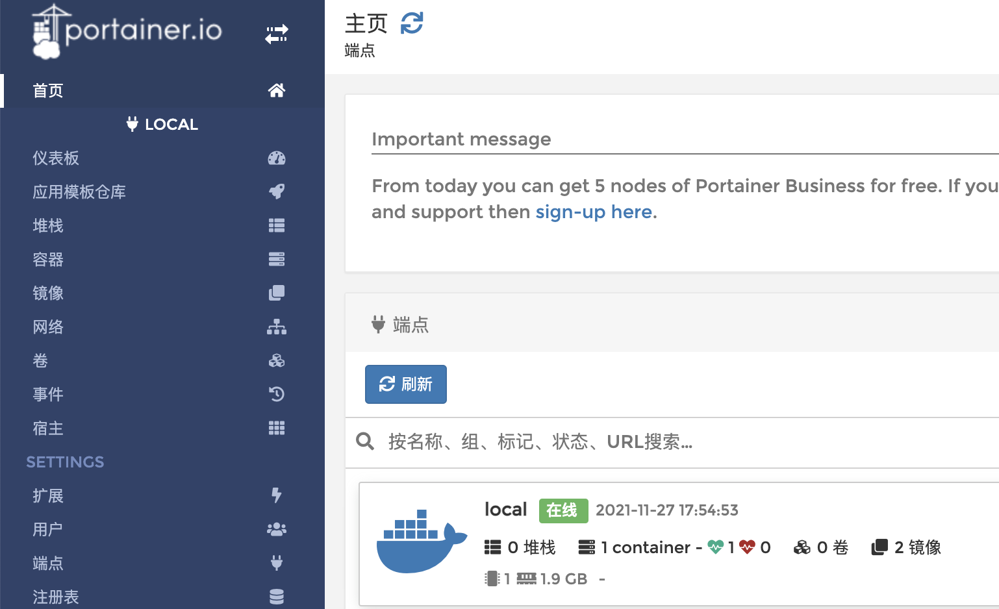 portainer.io
首页
LOCAL
仪表板
应用模板仓库
堆栈
容器
镜像
网络
卷
事件
宿主
SETTINGS
扩展
用户
端点
注册表
主页
端点
Important message
From today you can get 5 nodes of Portainer Business for free. If you
and support then sign-up here.
端点
刷新
按名称、组、标记、状态、URL搜索...
local 在线 2021-11-27 17:54:53
0 堆栈 1 container - 1 0 0 卷 2 镜像
1 1.9 GB -